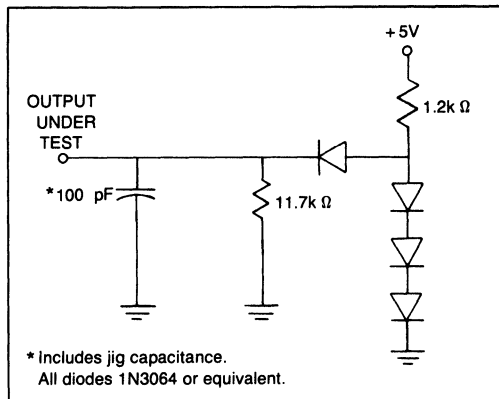 +5V
1.2k Ω
OUTPUT
UNDER
TEST
*100 pF
11.7k Ω
* Includes jig capacitance.
All diodes 1N3064 or equivalent.